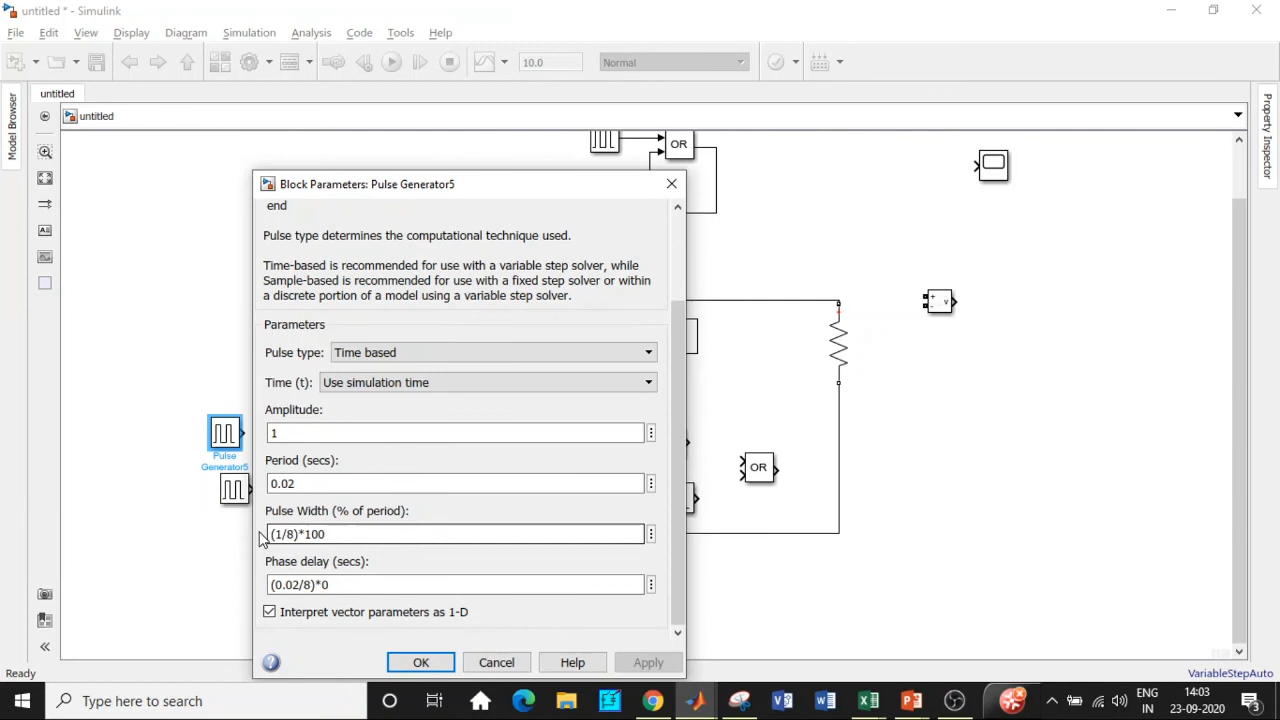 untitled * - Simulink
File Edit View Display Diagram Simulation Analysis Code Tools Help
10.0 Normal
untitled
untitled
Model Browser
Property Inspector
OR
Block Parameters: Pulse Generator5
end
Pulse type determines the computational technique used.
Time-based is recommended for use with a variable step solver, while
Sample-based is recommended for use with a fixed step solver or within
a discrete portion of a model using a variable step solver.
Parameters
Pulse type: Time based
Time (t): Use simulation time
Amplitude:
1
Period (secs):
0.02
Pulse Width (% of period):
(1/8)*100
Phase delay (secs):
(0.02/8)*0
Interpret vector parameters as 1-D
OK Cancel Help Apply
Pulse
Generator5
+
- v
OR
Ready VariableStepAuto
Type here to search
ENG
IN
14:03
23-09-2020
3